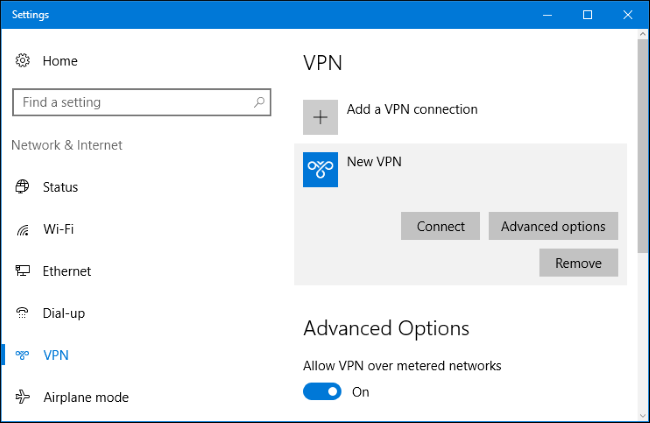 Settings
Home
Find a setting
Network & Internet
Status
Wi-Fi
Ethernet
Dial-up
VPN
Airplane mode
VPN
Add a VPN connection
New VPN
Connect
Advanced options
Remove
Advanced Options
Allow VPN over metered networks
On